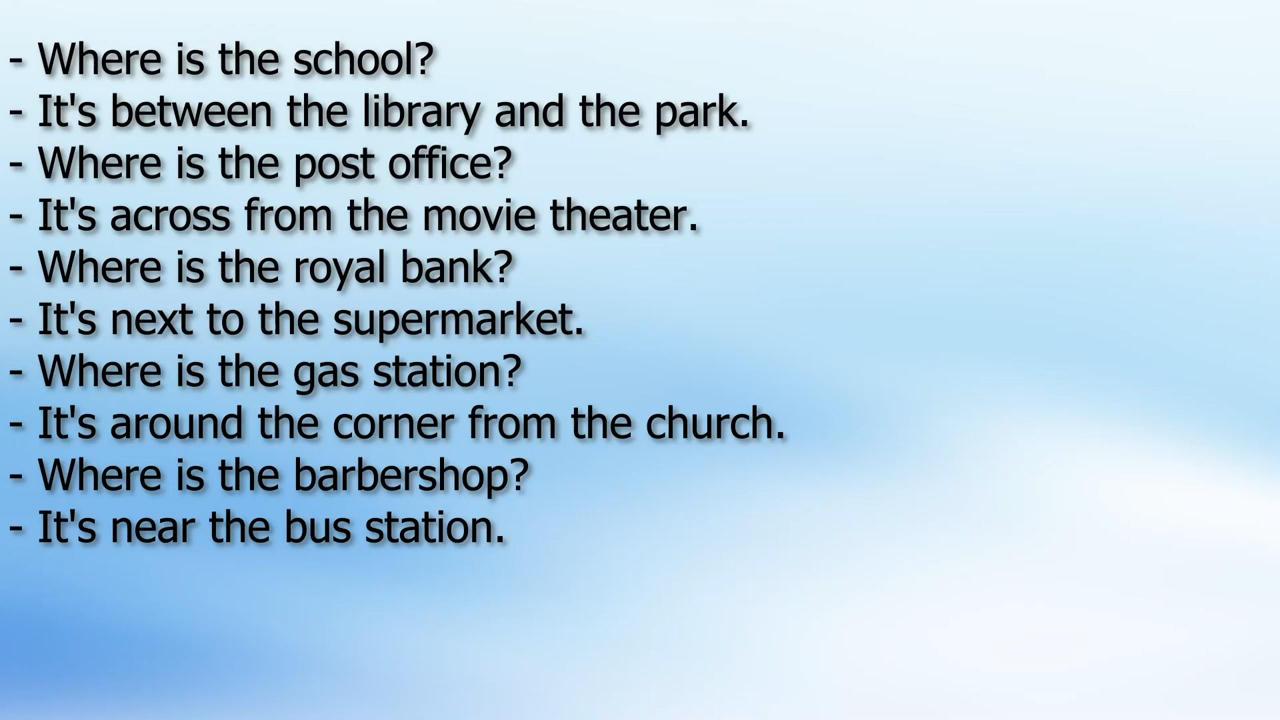 - Where is the school?
- It's between the library and the park.
- Where is the post office?
- It's across from the movie theater.
- Where is the royal bank?
- It's next to the supermarket.
- Where is the gas station?
- It's around the corner from the church.
- Where is the barbershop?
- It's near the bus station.